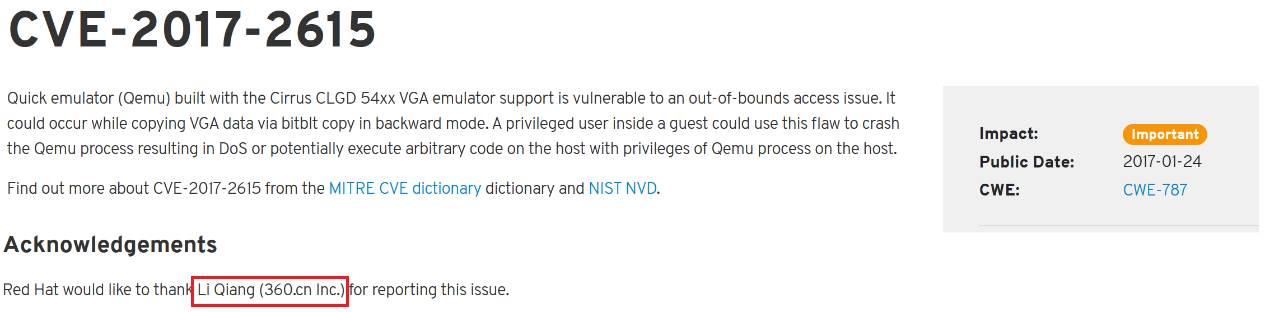 CVE-2017-2615
Quick emulator (Qemu) built with the Cirrus CLGD 54xx VGA emulator support is vulnerable to an out-of-bounds access issue. It
could occur while copying VGA data via bitblt copy in backward mode. A privileged user inside a guest could use this flaw to crash
the Qemu process resulting in DoS or potentially execute arbitrary code on the host with privileges of Qemu process on the host.
Find out more about CVE-2017-2615 from the MITRE CVE dictionary dictionary and NIST NVD.
Impact: Important
Public Date: 2017-01-24
CWE: CWE-787
Acknowledgements
Red Hat would like to thank Li Qiang (360.cn Inc.) for reporting this issue.